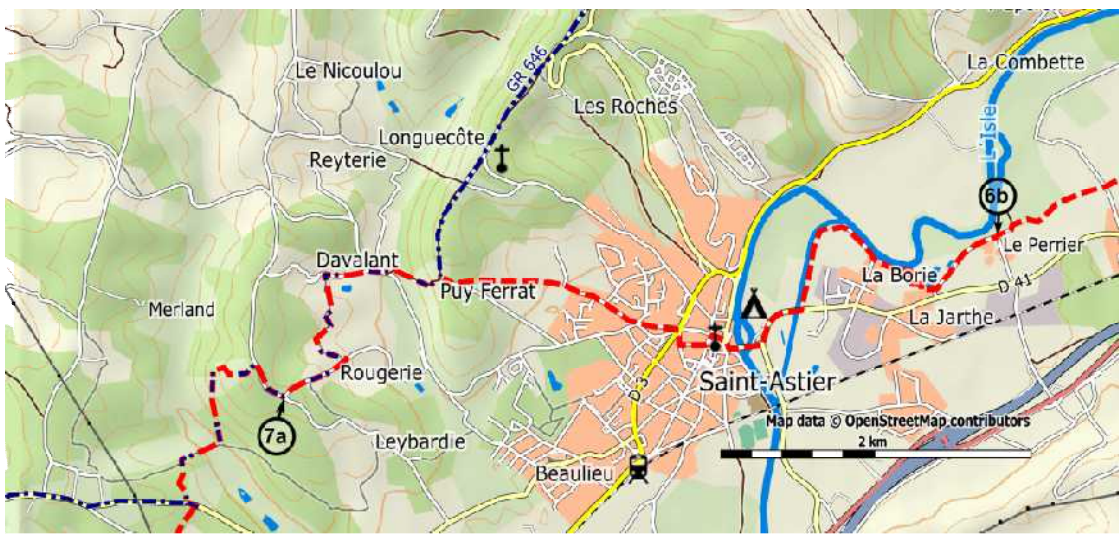 La Combette
Le Nicoulou
GR 646
Les Roches
Longuecôte
Reyterie
L'Isle
6b
Le Perrier
Davalant
La Borie
Puy-Ferrat
D 41
Merland
La Jarthe
Rougerie
Saint-Astier
D 3
7a
Leybardie
Map data © OpenStreetMap contributors
2 km
Beaulieu